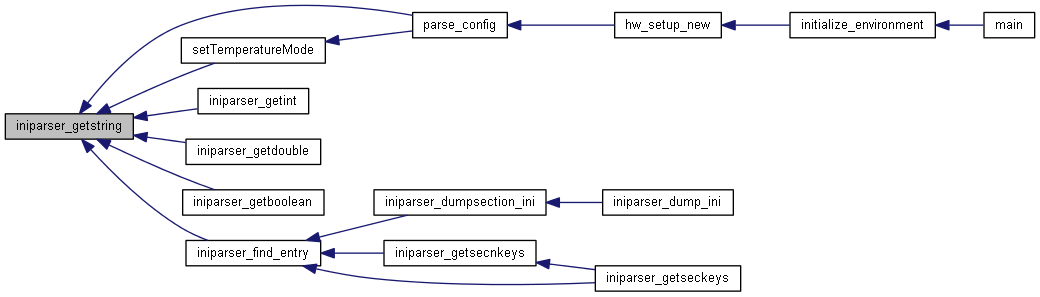 parse_config
hw_setup_new
initialize_environment
main
setTemperatureMode
iniparser_getint
iniparser_getstring
iniparser_getdouble
iniparser_getboolean
iniparser_dumpsection_ini
iniparser_dump_ini
iniparser_find_entry
iniparser_getsecnkeys
iniparser_getseckeys